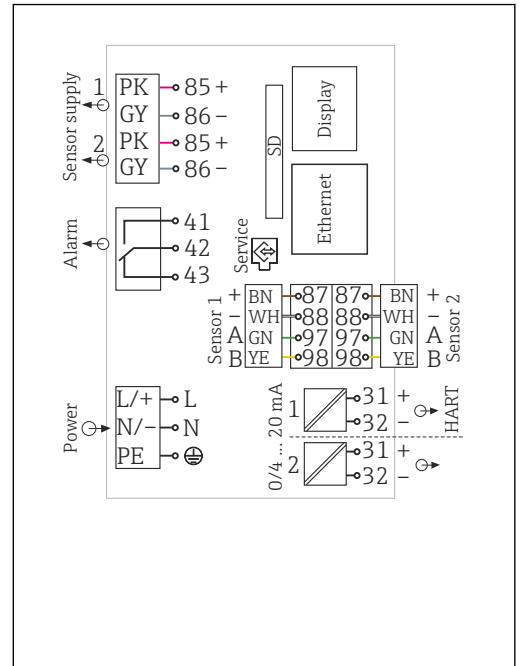 Sensor supply
1 PK 85 +
GY 86 −
2 PK 85 +
GY 86 −
SD
Display
Ethernet
Alarm
41
42
43
Service
Sensor 1
+ BN 87 87 BN +
− WH 88 88 WH −
A GN 97 97 GN A
B YE 98 98 YE B
Sensor 2
Power
L/+ L
N/− N
PE
0/4 ... 20 mA
1 31 +
32 −
HART
2 31 +
32 −